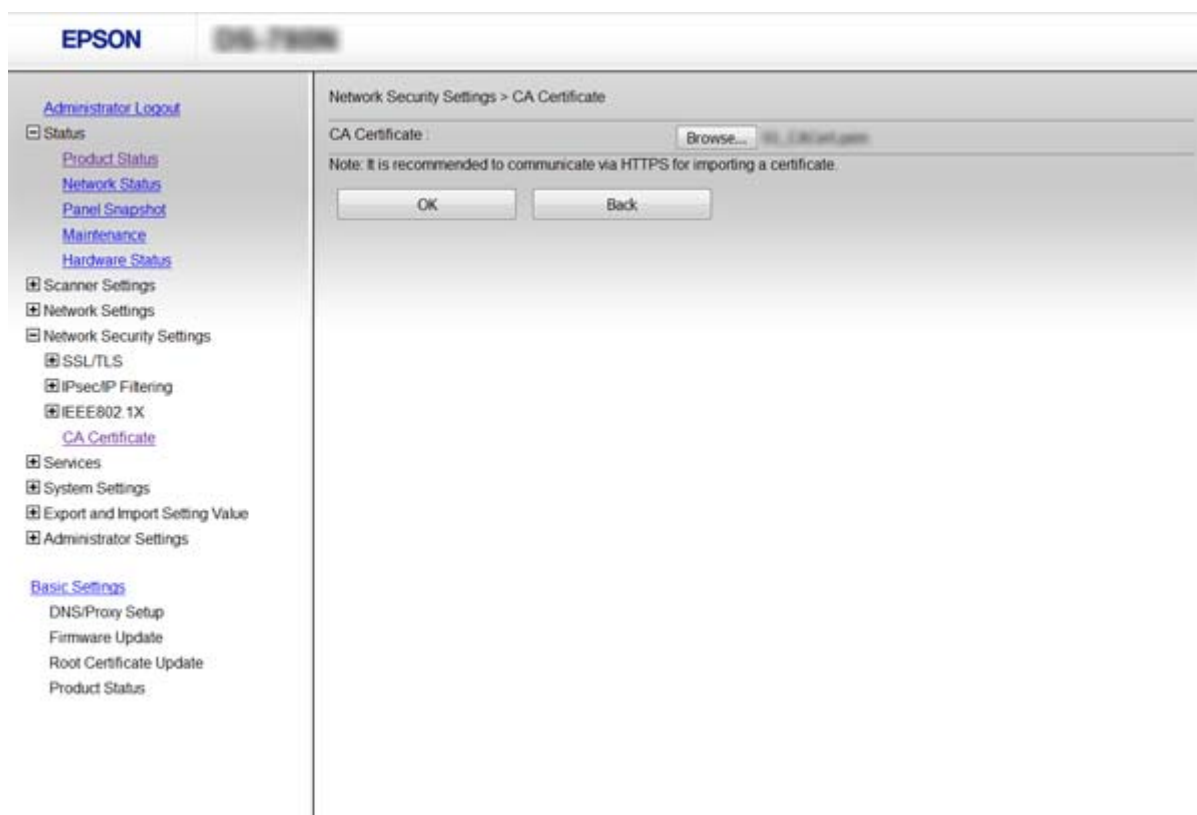 EPSON
Administrator Logout
Status
Product Status
Network Status
Panel Snapshot
Maintenance
Hardware Status
Scanner Settings
Network Settings
Network Security Settings
SSL/TLS
IPsec/IP Filtering
IEEE802.1X
CA Certificate
Services
System Settings
Export and Import Setting Value
Administrator Settings
Basic Settings
DNS/Proxy Setup
Firmware Update
Root Certificate Update
Product Status
Network Security Settings > CA Certificate
CA Certificate :
Browse...
Note: It is recommended to communicate via HTTPS for importing a certificate.
OK
Back